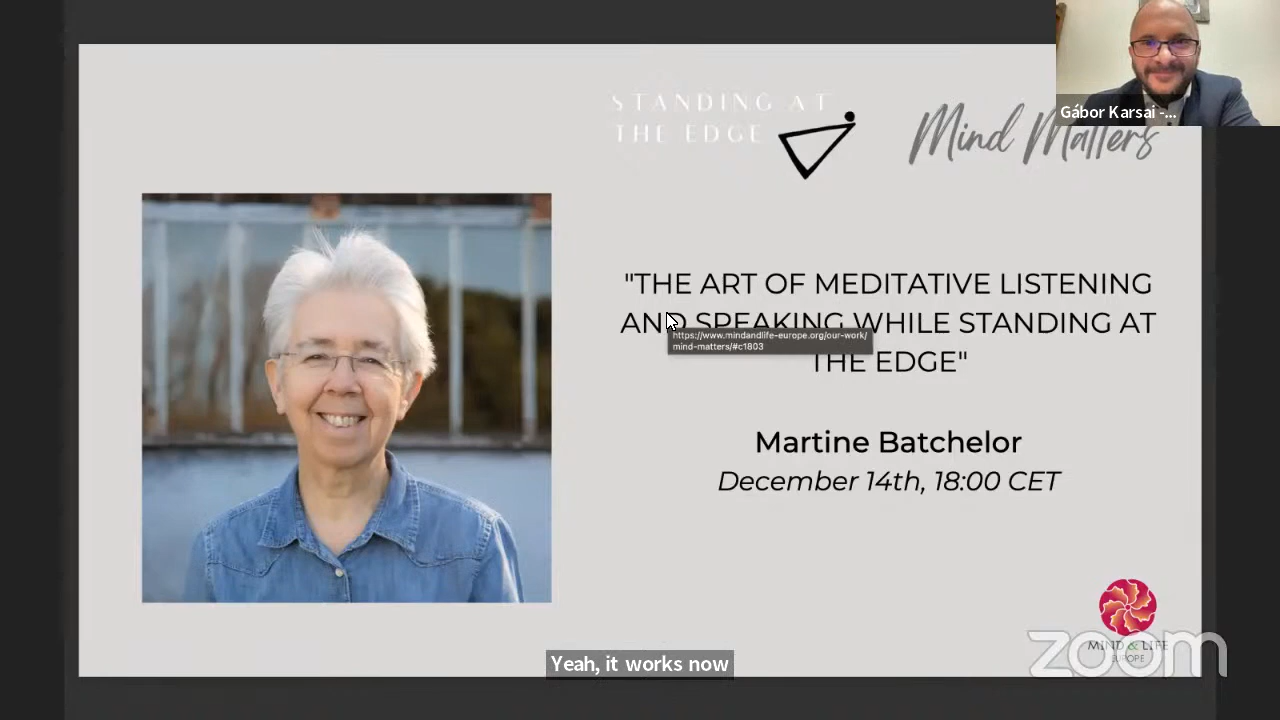 STANDING AT
THE EDGE
Mind Matters
Gábor Karsai -...
"THE ART OF MEDITATIVE LISTENING
AND SPEAKING WHILE STANDING AT
THE EDGE"
https://www.mindandlife-europe.org/our-work/
mind-matters/#c1803
Martine Batchelor
December 14th, 18:00 CET
MIND & LIFE
EUROPE
zoom
Yeah, it works now